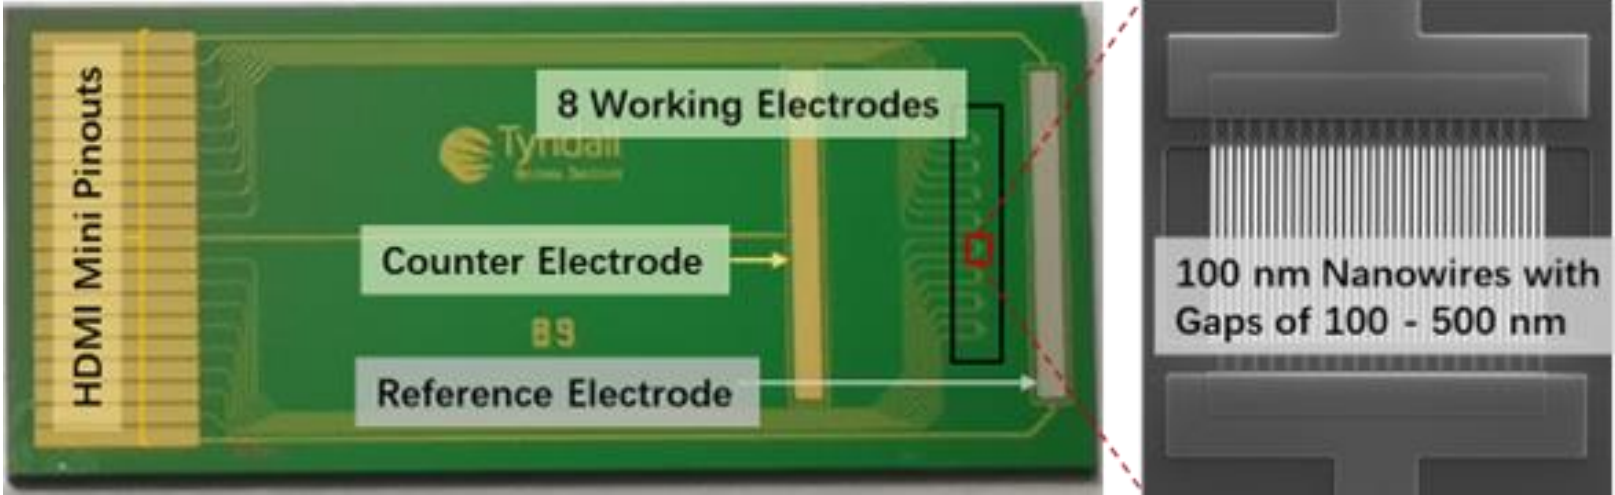 HDMI Mini Pinouts
8 Working Electrodes
Tyndall
Counter Electrode
B9
Reference Electrode
100 nm Nanowires with
Gaps of 100 - 500 nm